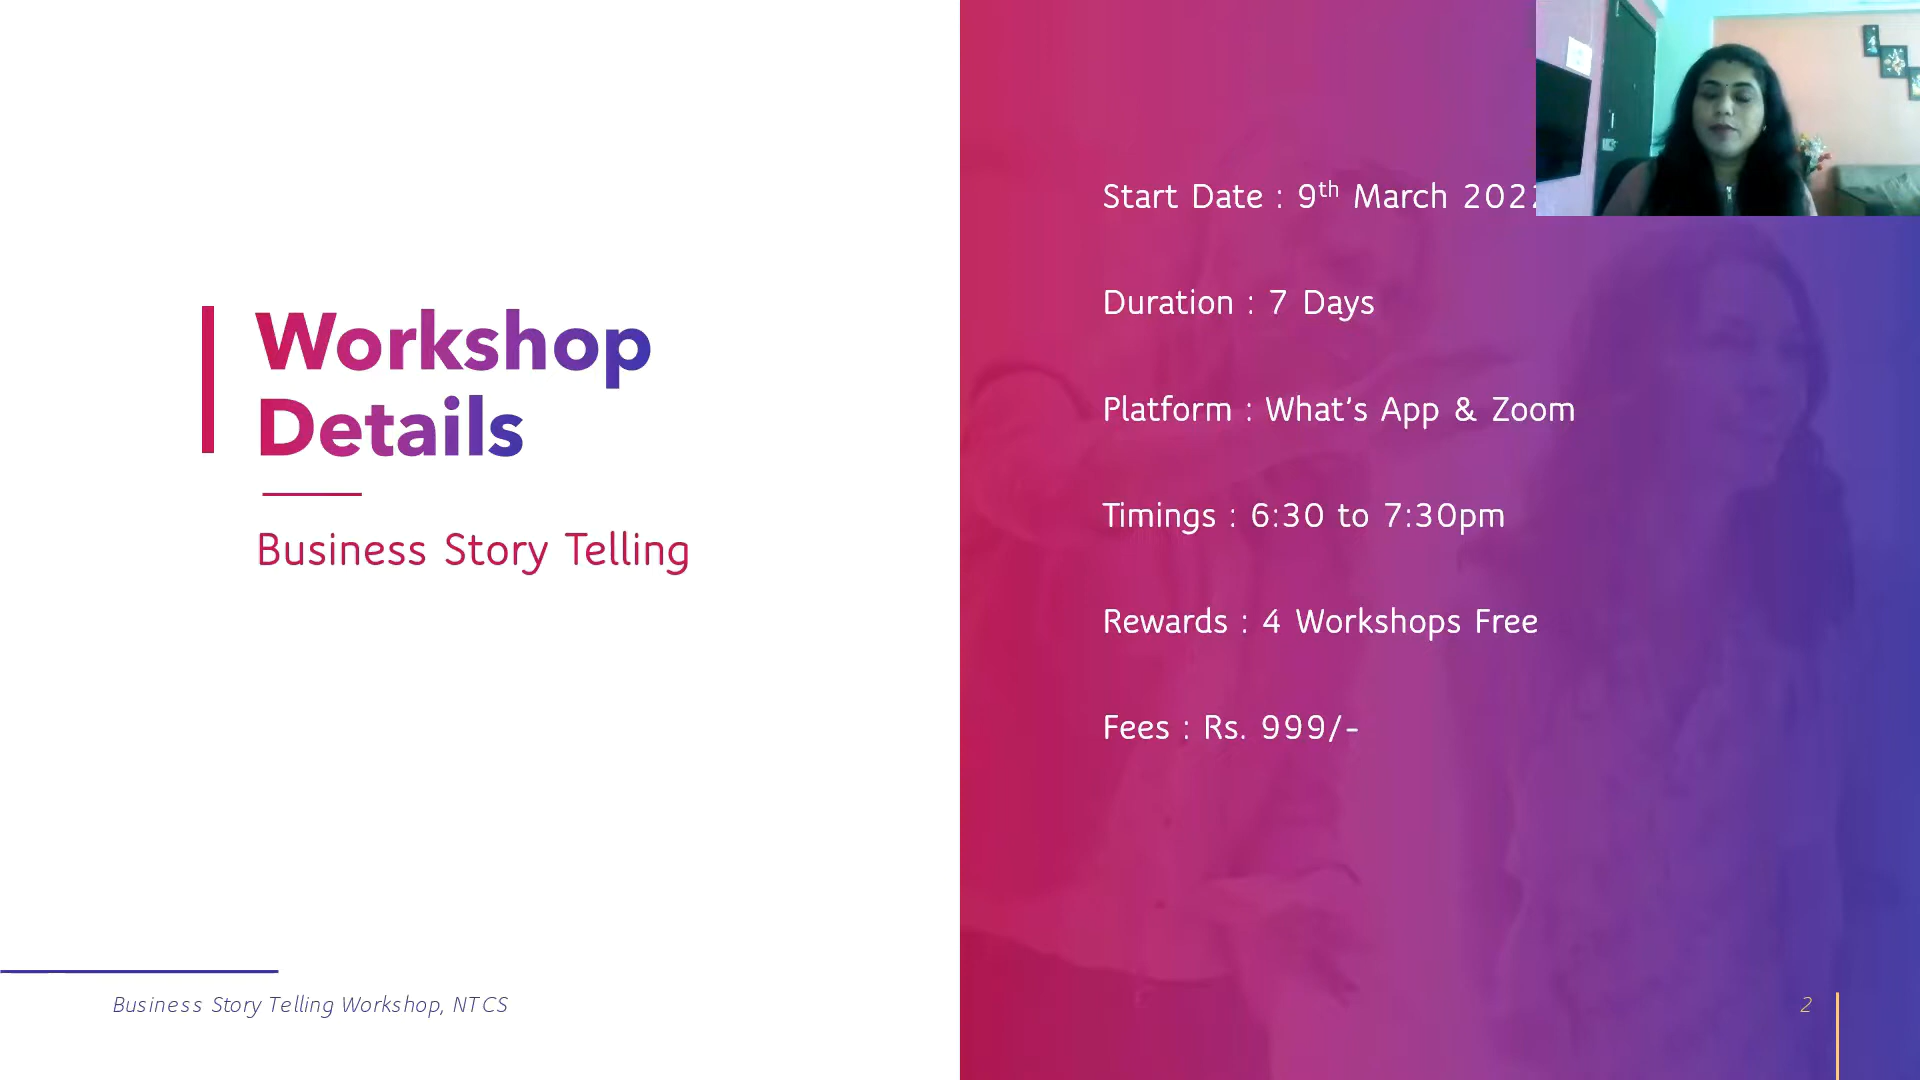 Workshop
Details
Business Story Telling
Start Date : 9th March 2022
Duration : 7 Days
Platform : What's App & Zoom
Timings : 6:30 to 7:30pm
Rewards : 4 Workshops Free
Fees : Rs. 999/-
Business Story Telling Workshop, NTCS
2